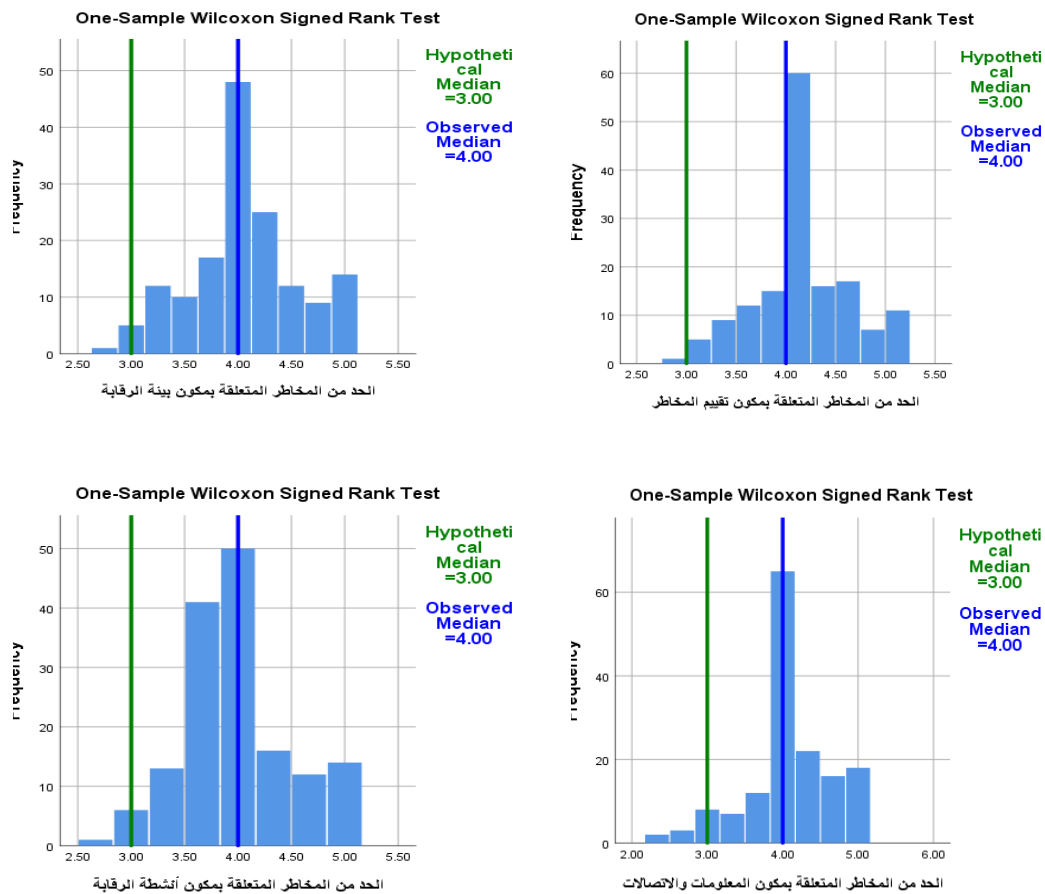 One-Sample Wilcoxon Signed Rank Test
50
40
30
20
10
0
Frequency
2.50 3.00 3.50 4.00 4.50 5.00 5.50
Hypotheti
cal
Median
=3.00
Observed
Median
=4.00
الحد من المخاطر المتعلقة بمكون بيئة الرقابة
One-Sample Wilcoxon Signed Rank Test
60
50
40
30
20
10
0
Frequency
2.50 3.00 3.50 4.00 4.50 5.00 5.50
Hypotheti
cal
Median
=3.00
Observed
Median
=4.00
الحد من المخاطر المتعلقة بمكون تقييم المخاطر
One-Sample Wilcoxon Signed Rank Test
50
40
30
20
10
0
Frequency
2.50 3.00 3.50 4.00 4.50 5.00 5.50
Hypotheti
cal
Median
=3.00
Observed
Median
=4.00
الحد من المخاطر المتعلقة بمكون أنشطة الرقابة
One-Sample Wilcoxon Signed Rank Test
60
40
20
0
Frequency
2.00 3.00 4.00 5.00 6.00
Hypotheti
cal
Median
=3.00
Observed
Median
=4.00
الحد من المخاطر المتعلقة بمكون المعلومات والاتصالات